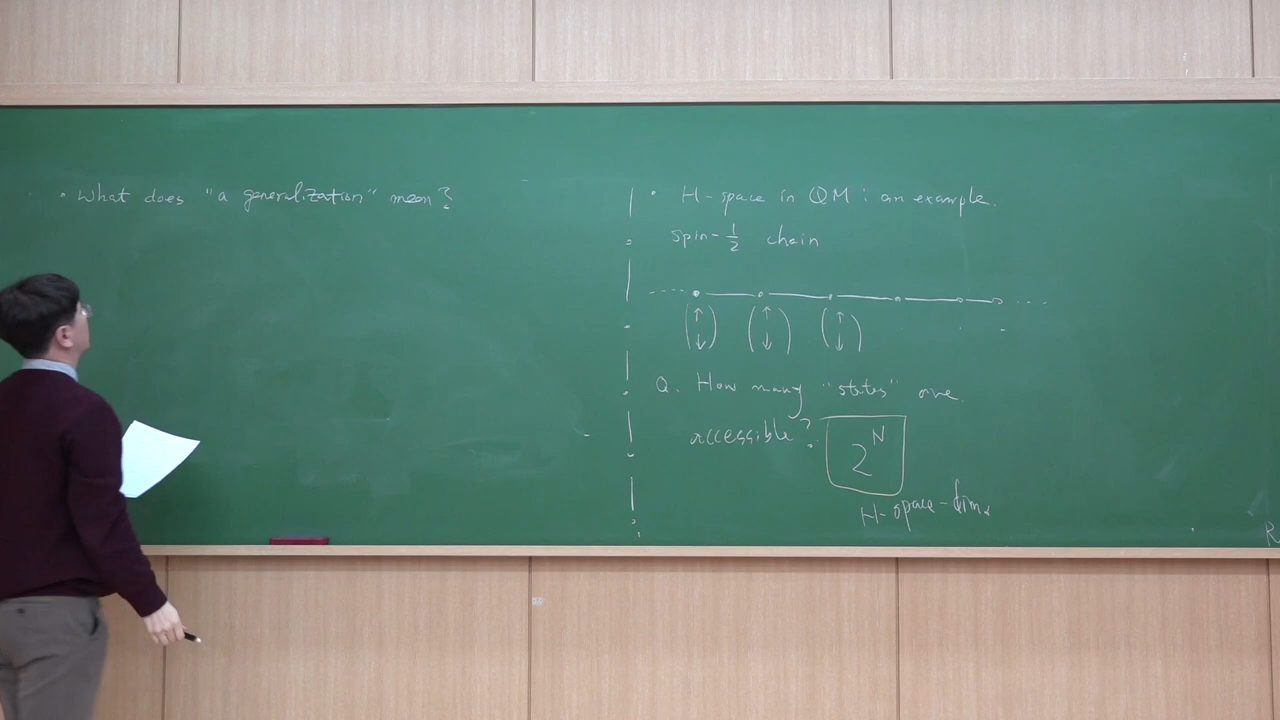 · What does "a generalization" mean?
· H-space in QM : an example.
spin-1/2 chain
Q. How many "states" are
accessible? 2^N
H-space-dim.
R